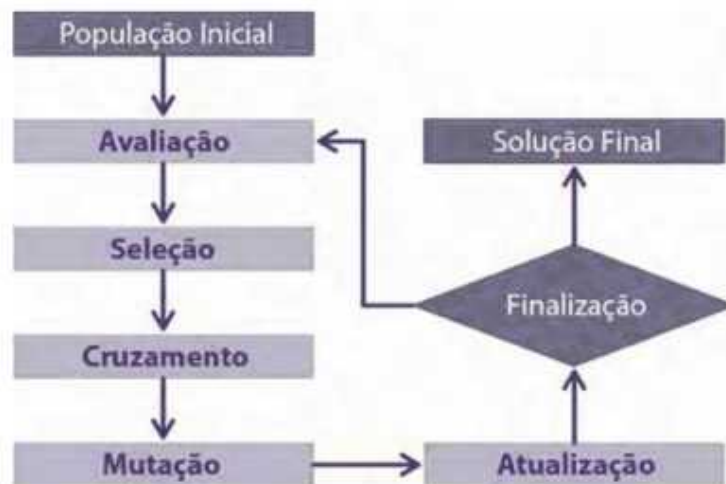 População Inicial
Avaliação
Seleção
Cruzamento
Mutação
Atualização
Finalização
Solução Final